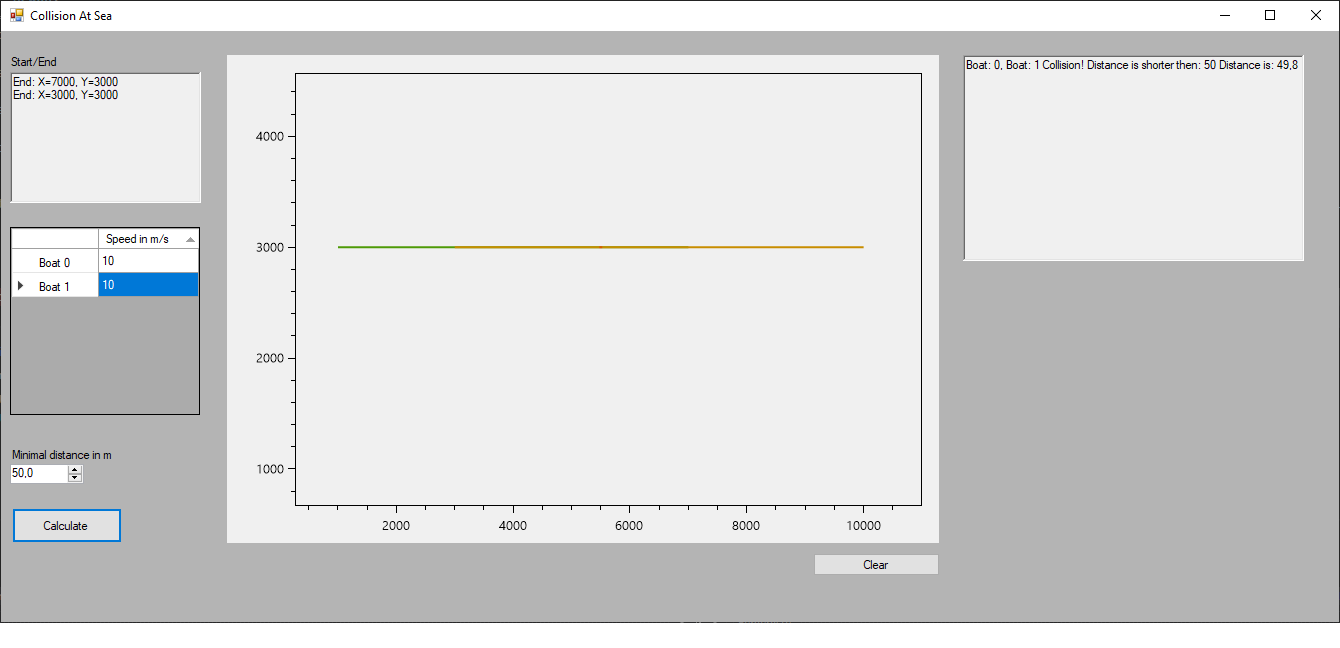 Collision At Sea
Start/End
End: X=7000, Y=3000
End: X=3000, Y=3000
Speed in m/s
Boat 0 10
Boat 1 10
Minimal distance in m
50,0
Calculate
4000
3000
2000
1000
2000 4000 6000 8000 10000
Clear
Boat: 0, Boat: 1 Collision! Distance is shorter then: 50 Distance is: 49,8